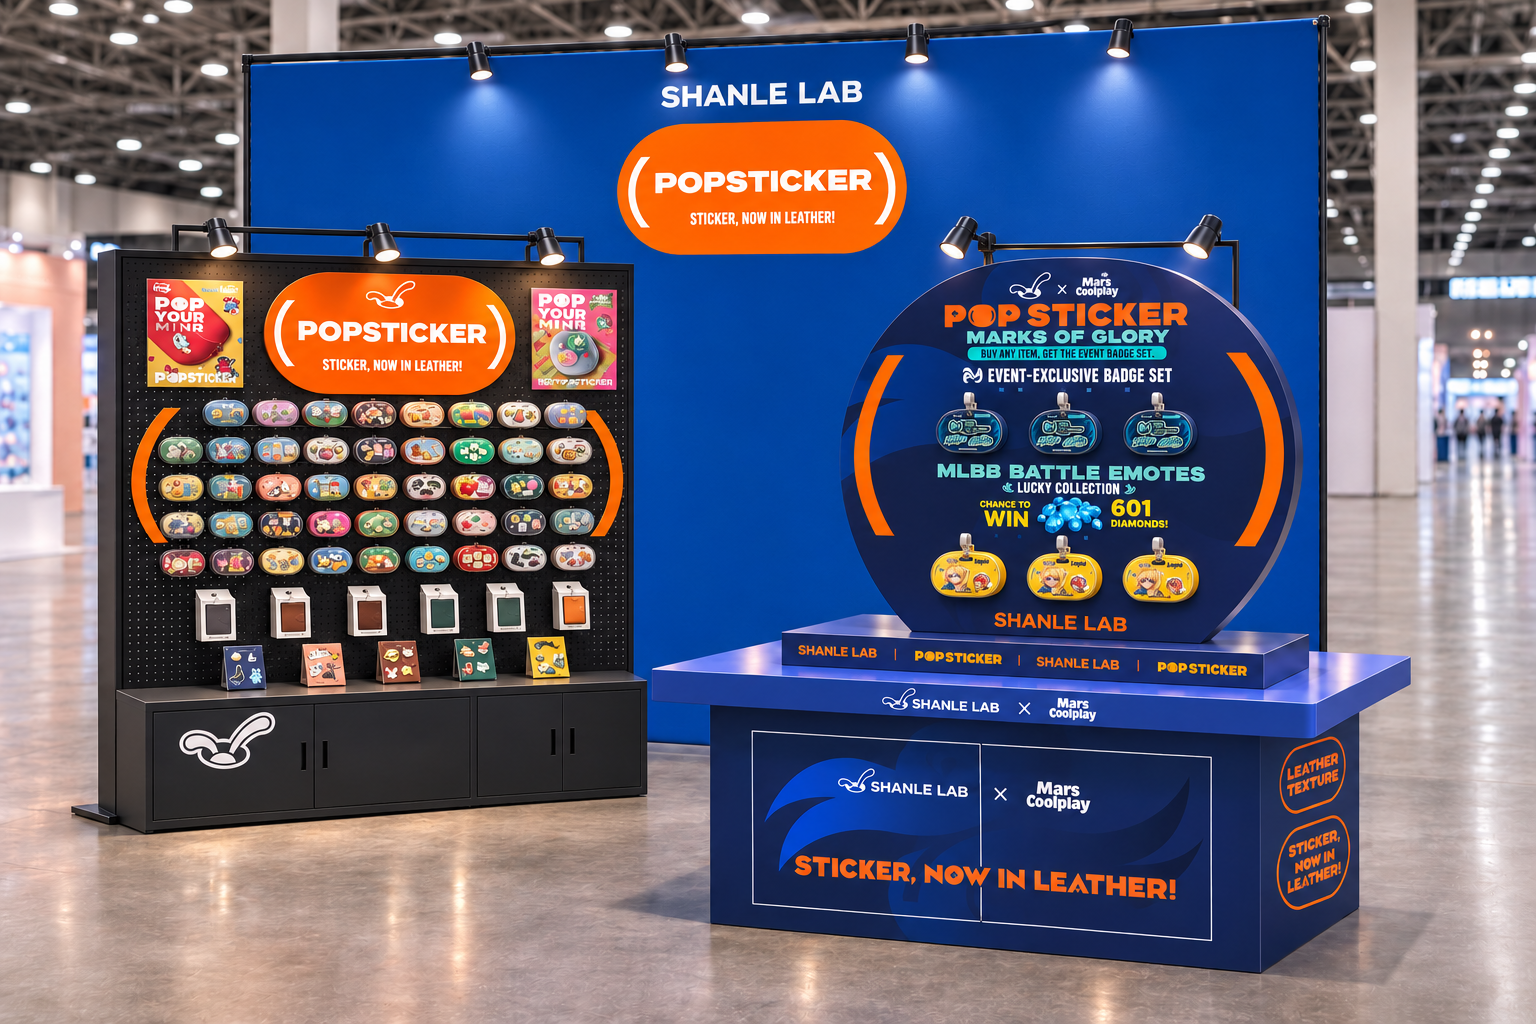 SHANLE LAB
POPSTICKER
STICKER, NOW IN LEATHER!
POP
YOUR
MINR
POPSTICKER
POPSTICKER
STICKER, NOW IN LEATHER!
POP
YOUR
MINR
Mars
Coolplay
POP STICKER
MARKS OF GLORY
BUY ANY ITEM, GET THE EVENT BADGE SET.
EVENT-EXCLUSIVE BADGE SET
MLBB BATTLE EMOTES
LUCKY COLLECTION
CHANCE TO
WIN
601
DIAMONDS!
SHANLE LAB
SHANLE LAB | POPSTICKER | SHANLE LAB | POPSTICKER
SHANLE LAB × Mars
Coolplay
SHANLE LAB × Mars
Coolplay
STICKER, NOW IN LEATHER!
LEATHER
TEXTURE
STICKER,
NOW IN
LEATHER!